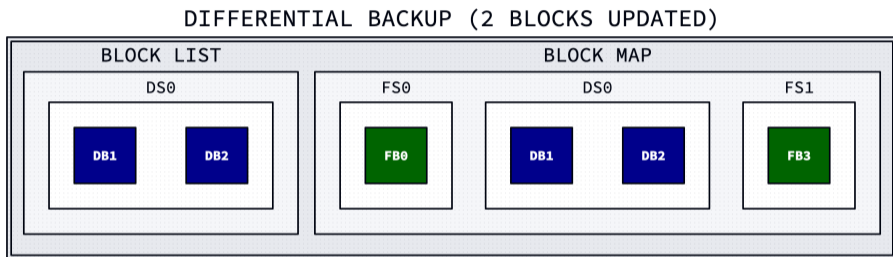 DIFFERENTIAL BACKUP (2 BLOCKS UPDATED)
BLOCK LIST
BLOCK MAP
DS0
FS0
DS0
FS1
DB1
DB2
FB0
DB1
DB2
FB3